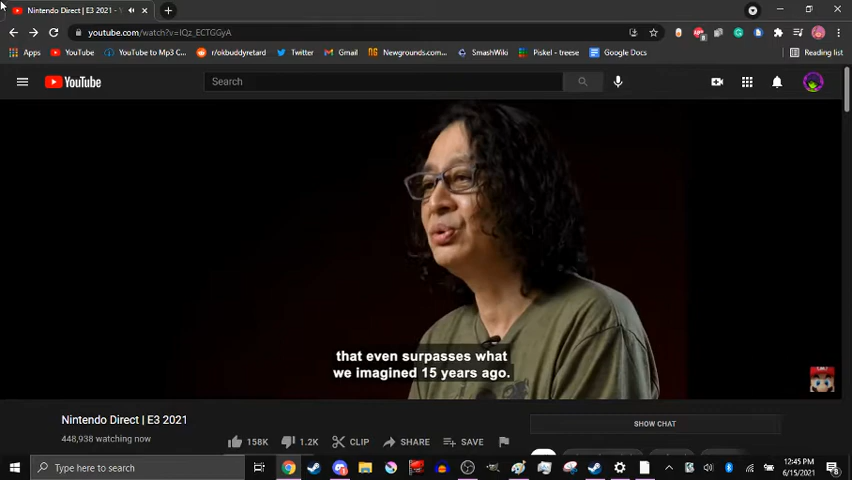 Nintendo Direct | E3 2021 - Y
youtube.com/watch?v=IQz_ECTGGyA
Apps YouTube YouTube to Mp3 C... Twitter r/okbuddyretard Gmail Newgrounds.com... SmashWiki Piskel - treese Google Docs Reading list
YouTube Search
that even surpasses what
we imagined 15 years ago.
Nintendo Direct | E3 2021
SHOW CHAT
448,938 watching now
158K 1.2K CLIP SHARE SAVE
Type here to search
12:45 PM
6/15/2021